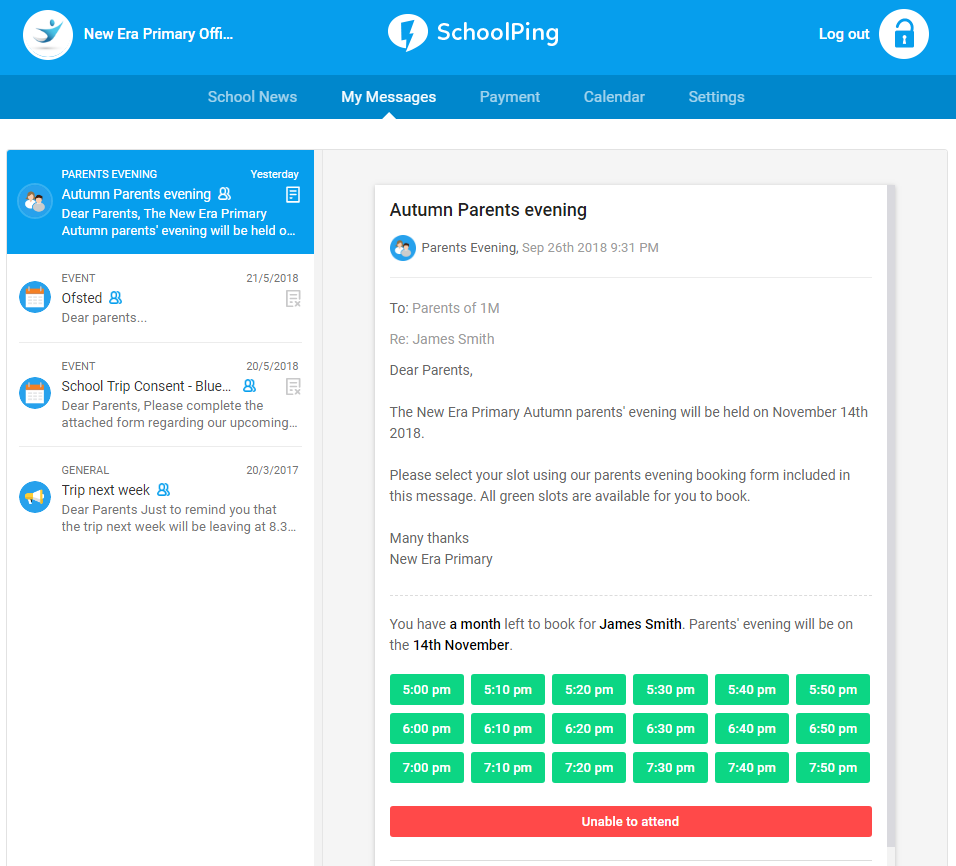 New Era Primary Offi...
SchoolPing
Log out
School News
My Messages
Payment
Calendar
Settings
PARENTS EVENING
Yesterday
Autumn Parents evening
Dear Parents, The New Era Primary
Autumn parents' evening will be held o...
EVENT
21/5/2018
Ofsted
Dear parents...
EVENT
20/5/2018
School Trip Consent - Blue...
Dear Parents, Please complete the
attached form regarding our upcoming...
GENERAL
20/3/2017
Trip next week
Dear Parents Just to remind you that
the trip next week will be leaving at 8.3...
Autumn Parents evening
Parents Evening, Sep 26th 2018 9:31 PM
To: Parents of 1M
Re: James Smith
Dear Parents,
The New Era Primary Autumn parents' evening will be held on November 14th
2018.
Please select your slot using our parents evening booking form included in
this message. All green slots are available for you to book.
Many thanks
New Era Primary
You have a month left to book for James Smith. Parents' evening will be on
the 14th November.
5:00 pm 5:10 pm 5:20 pm 5:30 pm 5:40 pm 5:50 pm
6:00 pm 6:10 pm 6:20 pm 6:30 pm 6:40 pm 6:50 pm
7:00 pm 7:10 pm 7:20 pm 7:30 pm 7:40 pm 7:50 pm
Unable to attend